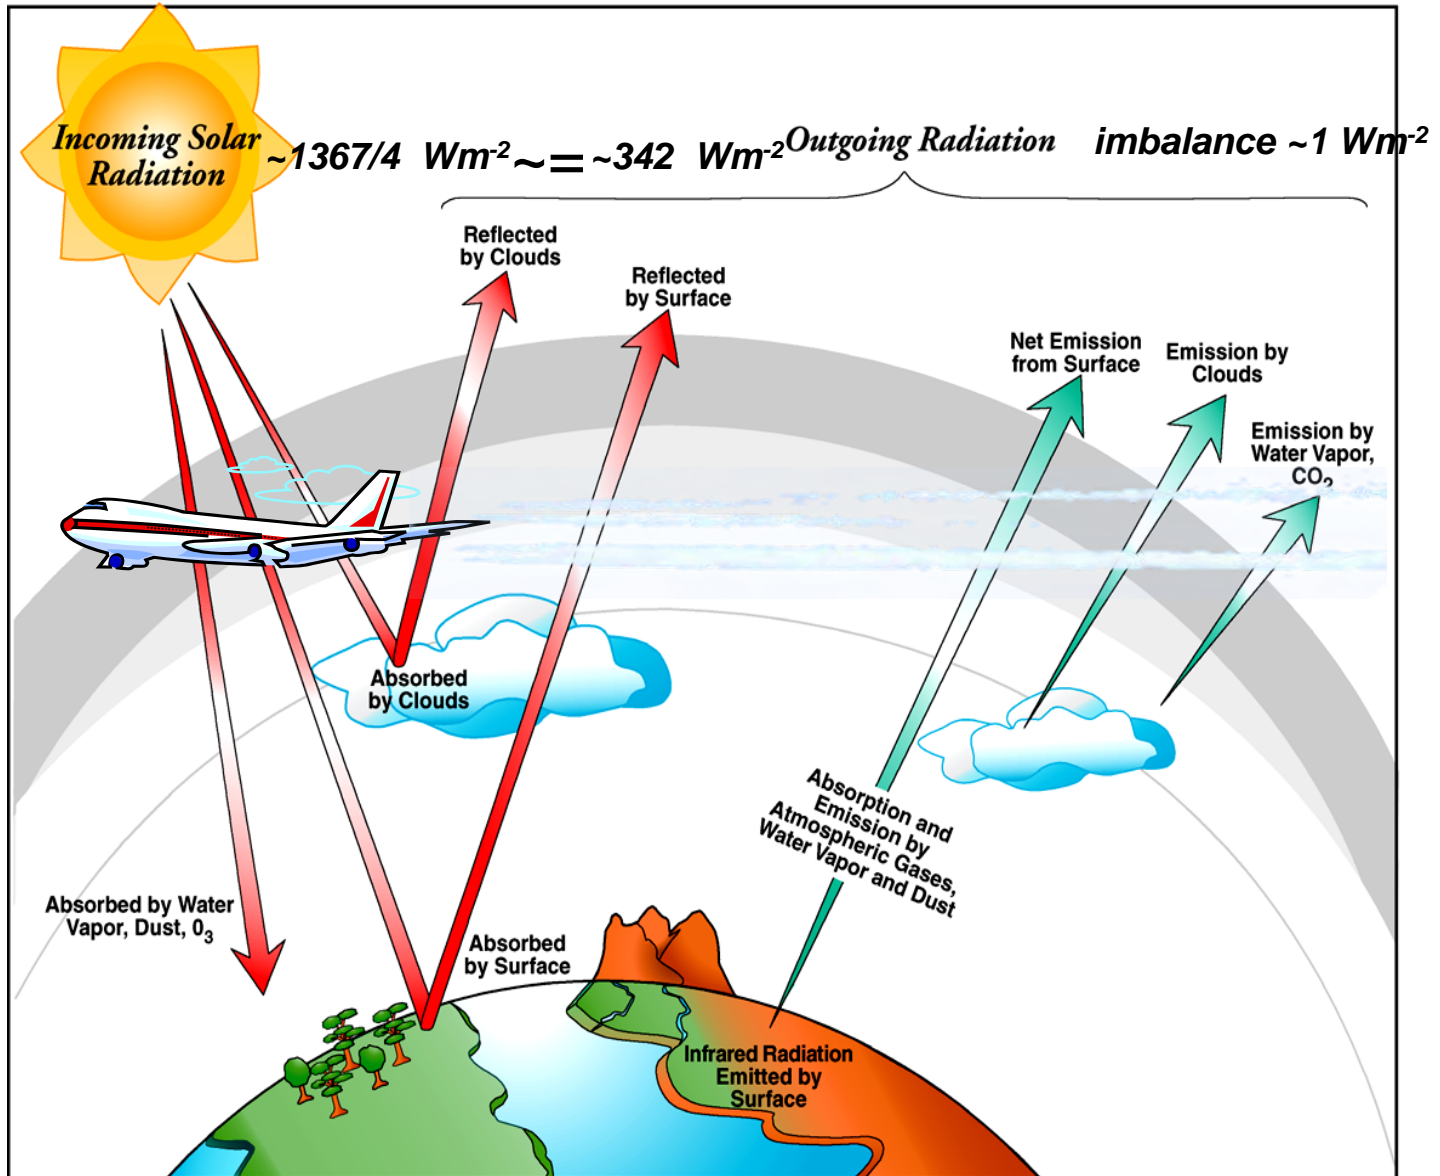 Incoming Solar
Radiation
~1367/4 Wm-2 ~= ~342 Wm-2
Outgoing Radiation
imbalance ~1 Wm-2
Reflected
by Clouds
Reflected
by Surface
Net Emission
from Surface
Emission by
Clouds
Emission by
Water Vapor,
CO2
Absorbed
by Clouds
Absorption and
Emission by
Atmospheric Gases,
Water Vapor and Dust
Absorbed by Water
Vapor, Dust, 03
Absorbed
by Surface
Infrared Radiation
Emitted by
Surface